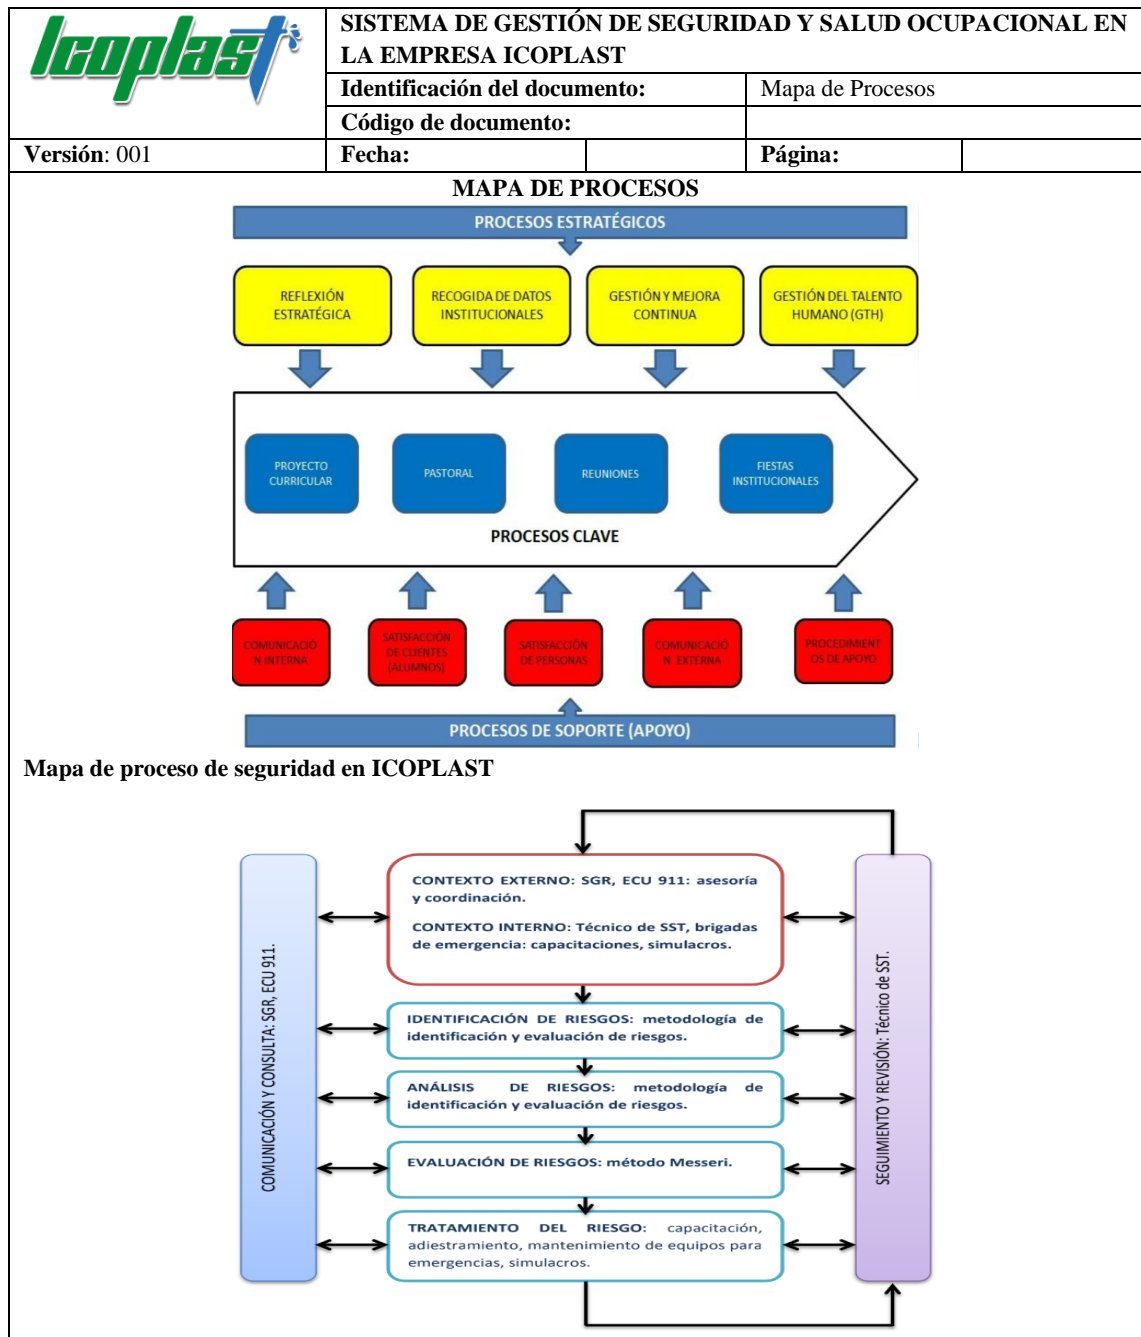 Icoplast
SISTEMA DE GESTIÓN DE SEGURIDAD Y SALUD OCUPACIONAL EN
LA EMPRESA ICOPLAST
Identificación del documento: Mapa de Procesos
Código de documento:
Versión: 001 Fecha: Página:
MAPA DE PROCESOS
PROCESOS ESTRATÉGICOS
REFLEXIÓN
ESTRATÉGICA
RECOGIDA DE DATOS
INSTITUCIONALES
GESTIÓN Y MEJORA
CONTINUA
GESTIÓN DEL TALENTO
HUMANO (GTH)
PROYECTO
CURRICULAR
PASTORAL
REUNIONES
FIESTAS
INSTITUCIONALES
PROCESOS CLAVE
COMUNICACIÓ
N INTERNA
SATISFACCIÓN
DE CLIENTES
(ALUMNOS)
SATISFACCIÓN
DE PERSONAS
COMUNICACIÓ
N EXTERNA
PROCEDIMIENT
OS DE APOYO
PROCESOS DE SOPORTE (APOYO)
Mapa de proceso de seguridad en ICOPLAST
COMUNICACIÓN Y CONSULTA: SGR, ECU 911.
CONTEXTO EXTERNO: SGR, ECU 911: asesoría
y coordinación.
CONTEXTO INTERNO: Técnico de SST, brigadas
de emergencia: capacitaciones, simulacros.
IDENTIFICACIÓN DE RIESGOS: metodología de
identificación y evaluación de riesgos.
ANÁLISIS DE RIESGOS: metodología de
identificación y evaluación de riesgos.
EVALUACIÓN DE RIESGOS: método Messeri.
TRATAMIENTO DEL RIESGO: capacitación,
adiestramiento, mantenimiento de equipos para
emergencias, simulacros.
SEGUIMIENTO Y REVISIÓN: Técnico de SST.